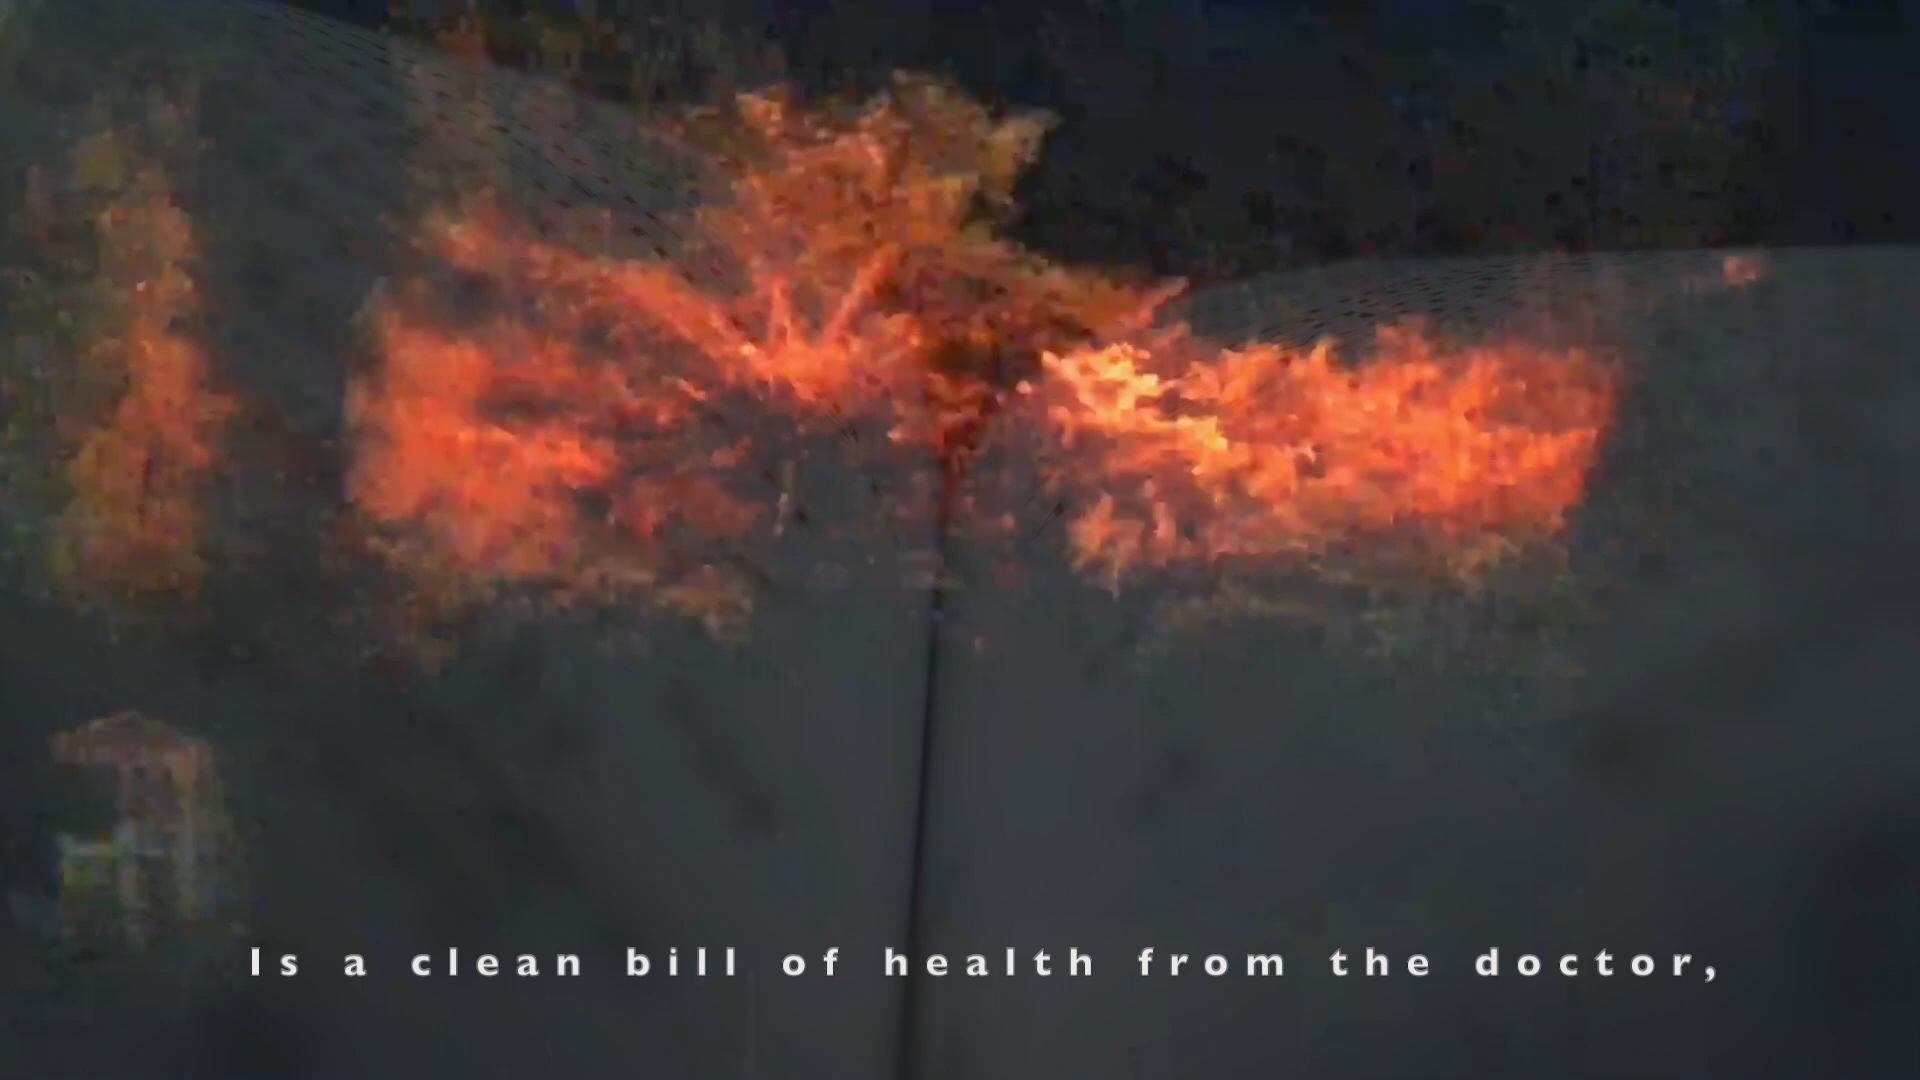 Is a clean bill of health from the doctor,